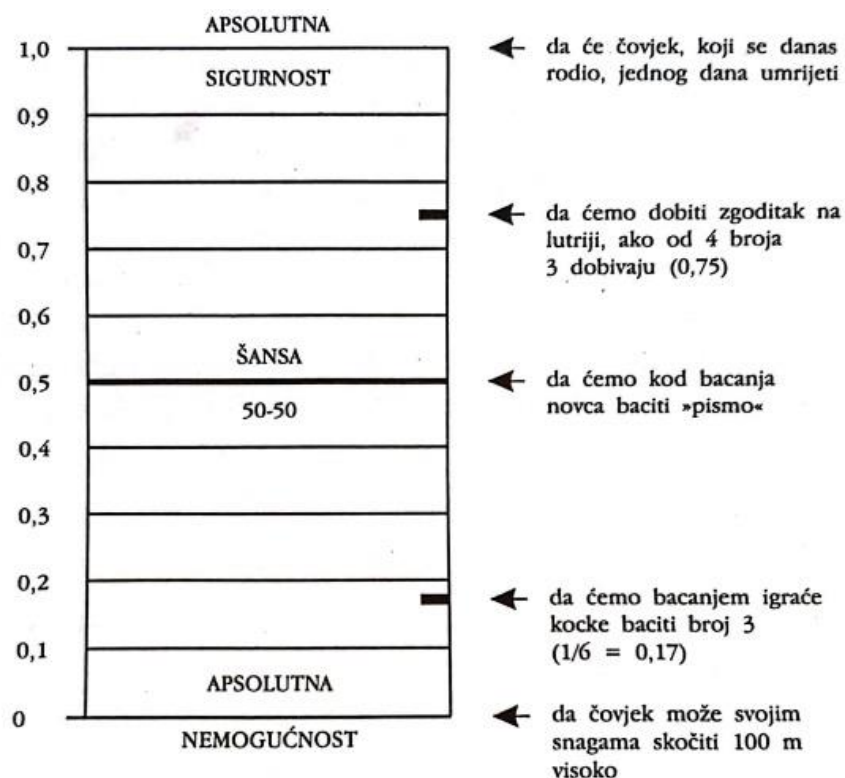 APSOLUTNA
1,0
SIGURNOST
da će čovjek, koji se danas
rodio, jednog dana umrijeti
0,9
0,8
da ćemo dobiti zgoditak na
lutriji, ako od 4 broja
3 dobivaju (0,75)
0,7
0,6
ŠANSA
0,5
50-50
da ćemo kod bacanja
novca baciti »pismo«
0,4
0,3
0,2
da ćemo bacanjem igraće
kocke baciti broj 3
(1/6 = 0,17)
0,1
APSOLUTNA
0
NEMOGUĆNOST
da čovjek može svojim
snagama skočiti 100 m
visoko